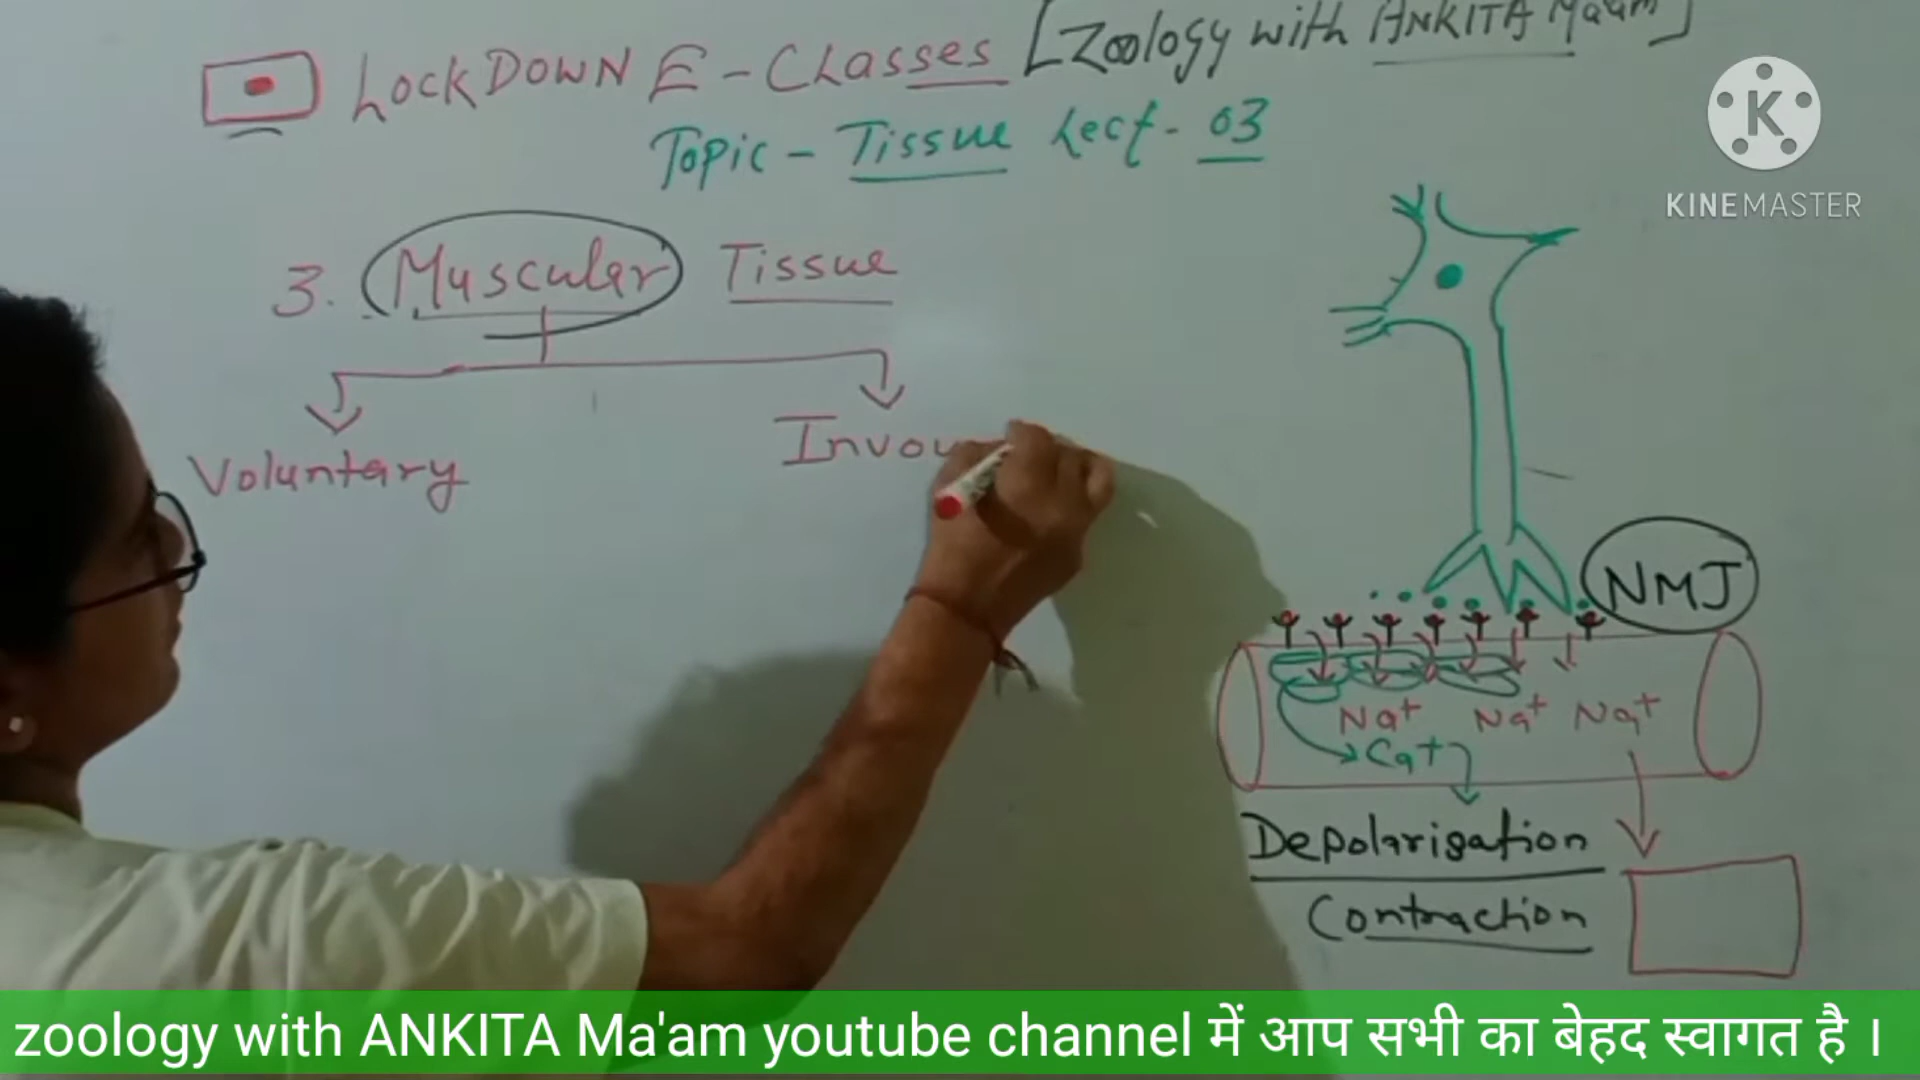 LOCKDOWN E-Classes [Zoology with ANKITA Ma'am]
Topic - Tissue Lect- 03
K
KINEMASTER
3. Muscular Tissue
Voluntary
Invou
NMJ
Na+ Na+ Na+
Ca+
Depolarisation
Contraction
zoology with ANKITA Ma'am youtube channel में आप सभी का बेहद स्वागत है ।